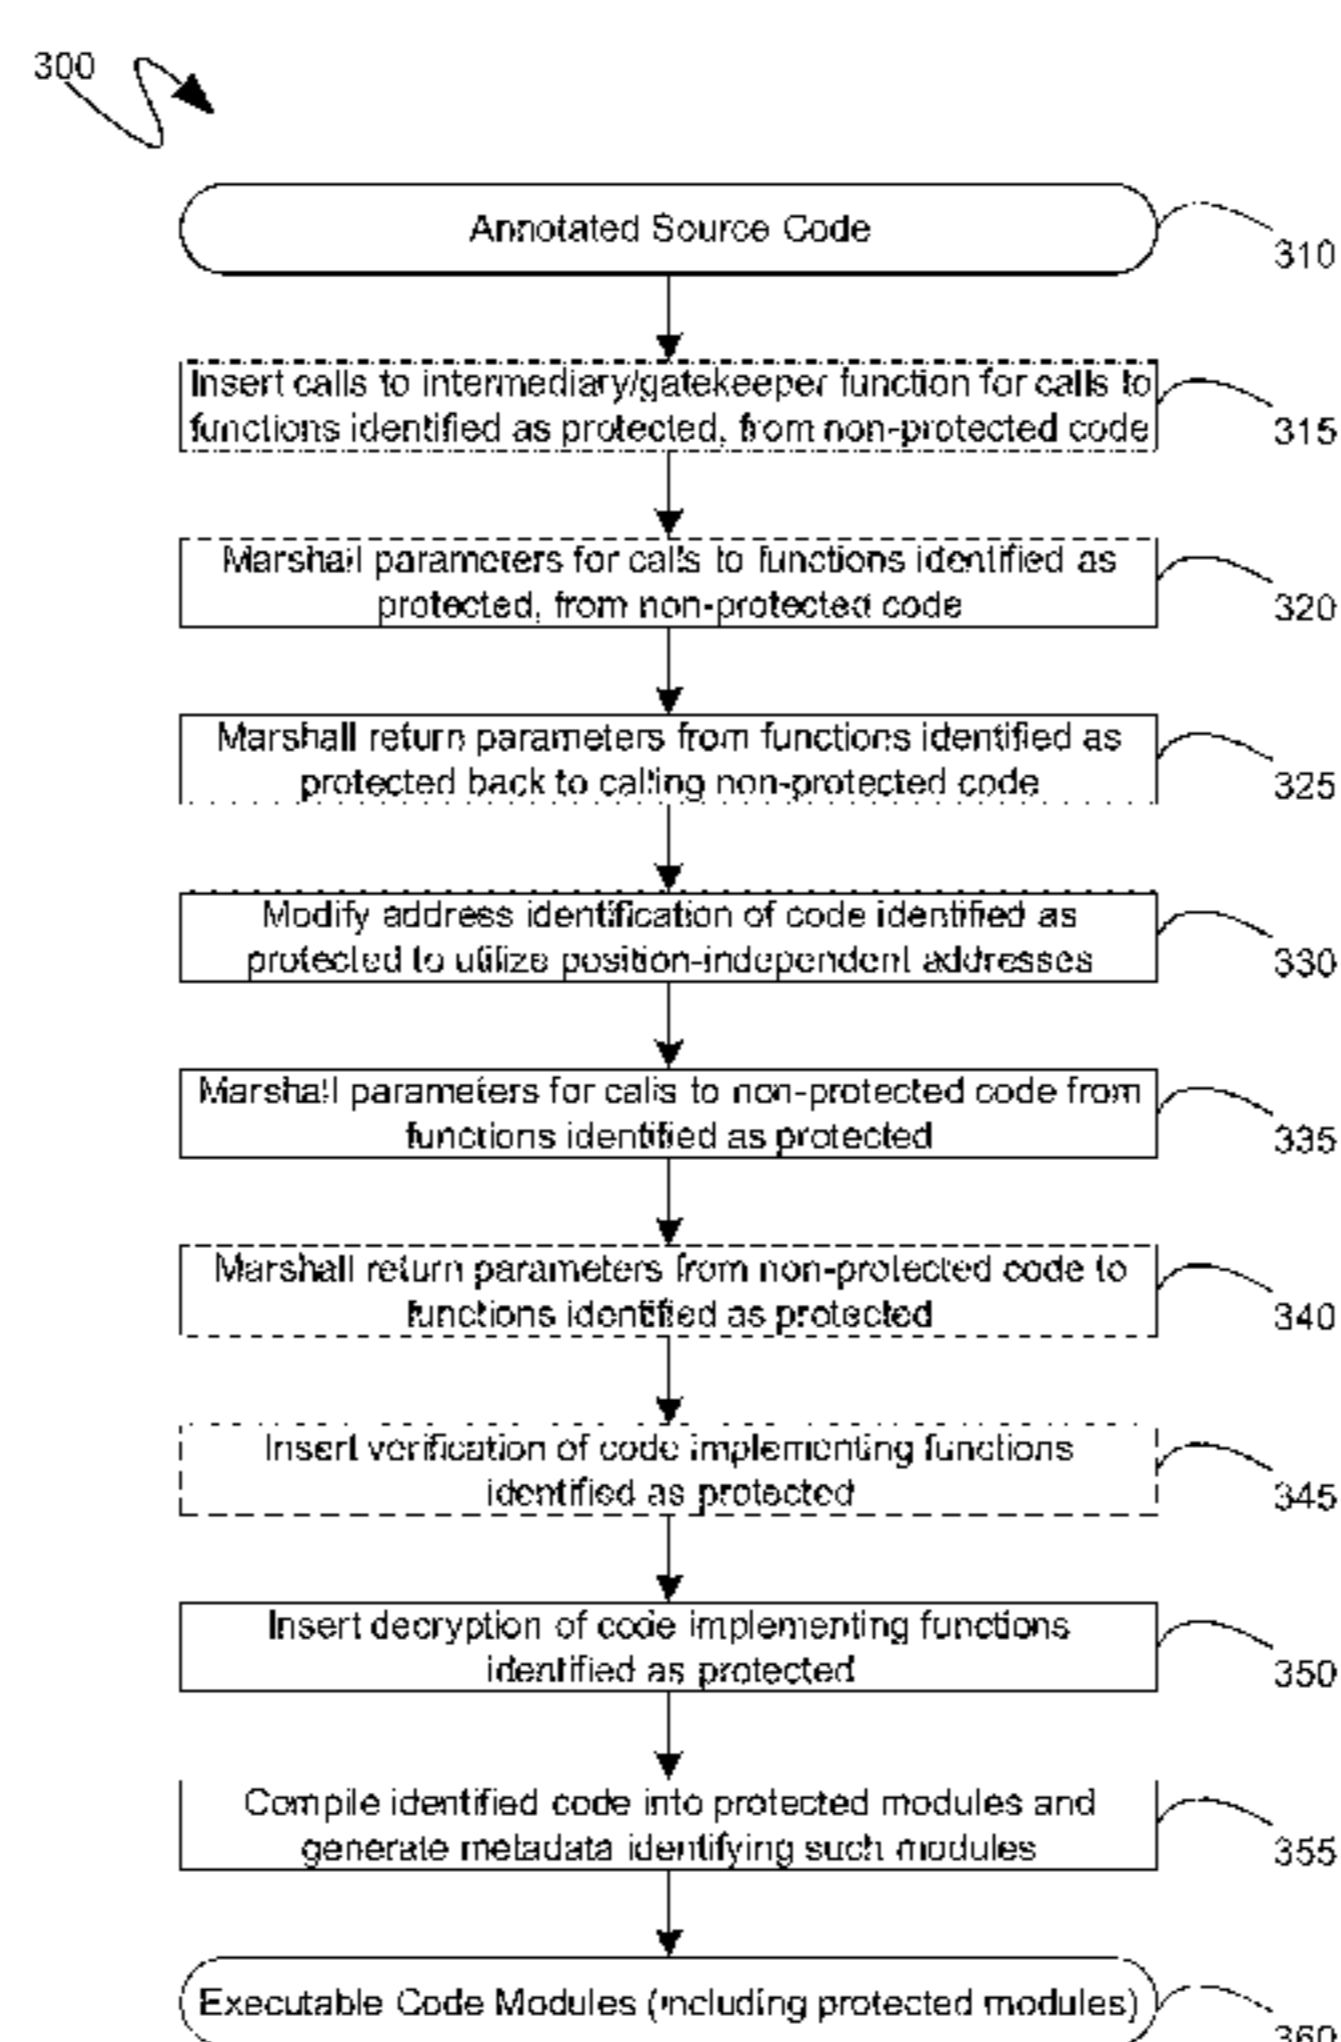 300
Annotated Source Code
310
Insert calls to intermediary/gatekeeper function for calls to
functions identified as protected, from non-protected code
315
Marshall parameters for calls to functions identified as
protected, from non-protected code
320
Marshall return parameters from functions identified as
protected back to calling non-protected code
325
Modify address identification of code identified as
protected to utilize position-independent addresses
330
Marshall parameters for calls to non-protected code from
functions identified as protected
335
Marshall return parameters from non-protected code to
functions identified as protected
340
Insert verification of code implementing functions
identified as protected
345
Insert decryption of code implementing functions
identified as protected
350
Compile identified code into protected modules and
generate metadata identifying such modules
355
Executable Code Modules (including protected modules)
360